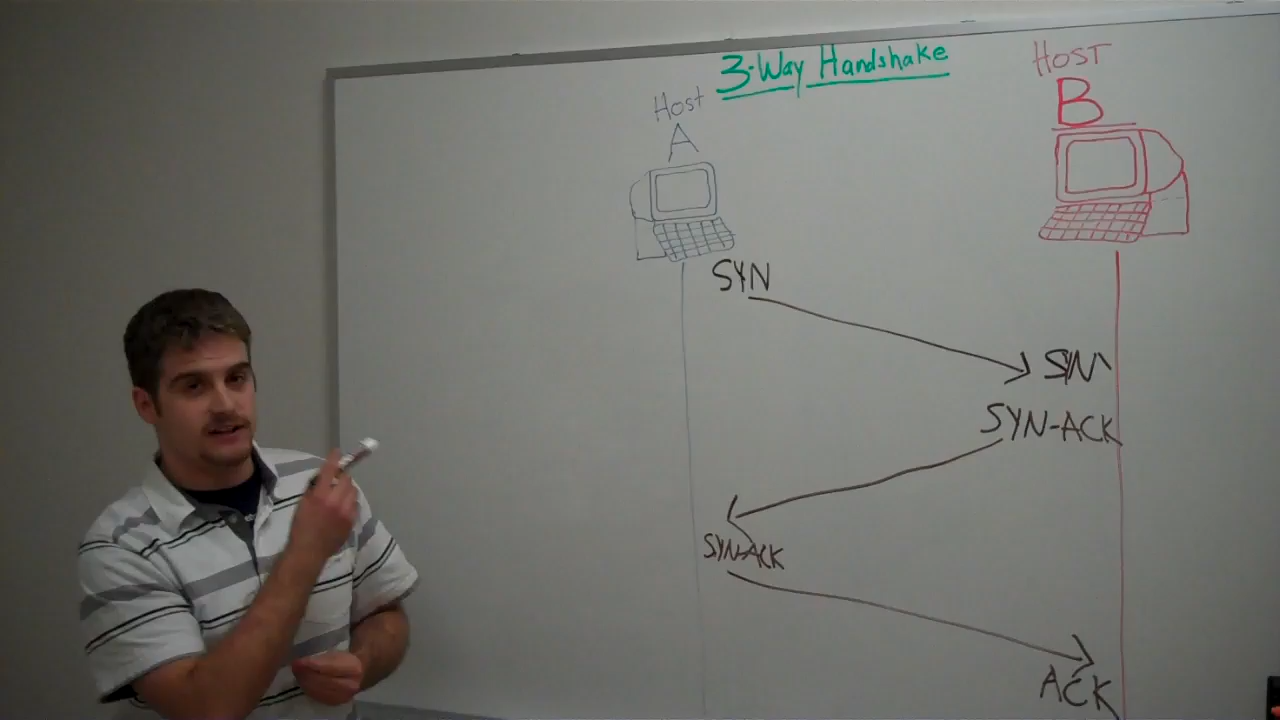 3-Way Handshake
Host
A
HOST
B
SYN
SYN
SYN-ACK
SYN-ACK
ACK